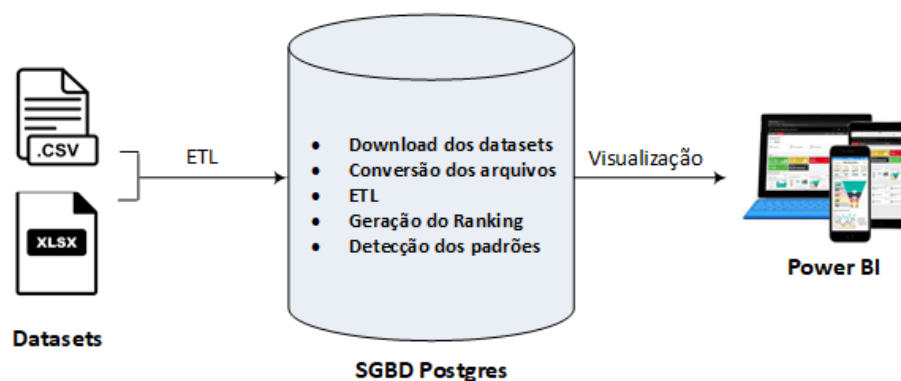 .CSV
XLSX
Datasets
ETL
• Download dos datasets
• Conversão dos arquivos
• ETL
• Geração do Ranking
• Detecção dos padrões
SGBD Postgres
Visualização
Power BI